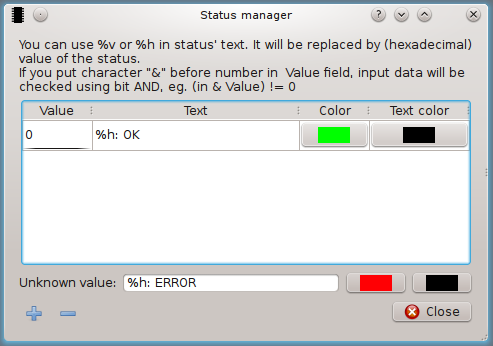 Status manager
You can use %v or %h in status' text. It will be replaced by (hexadecimal)
value of the status.
If you put character "&" before number in  Value field, input data will be
checked using bit AND, eg. (in & Value) != 0
Value Text Color Text color
0 %h: OK
Unknown value: %h: ERROR
Close